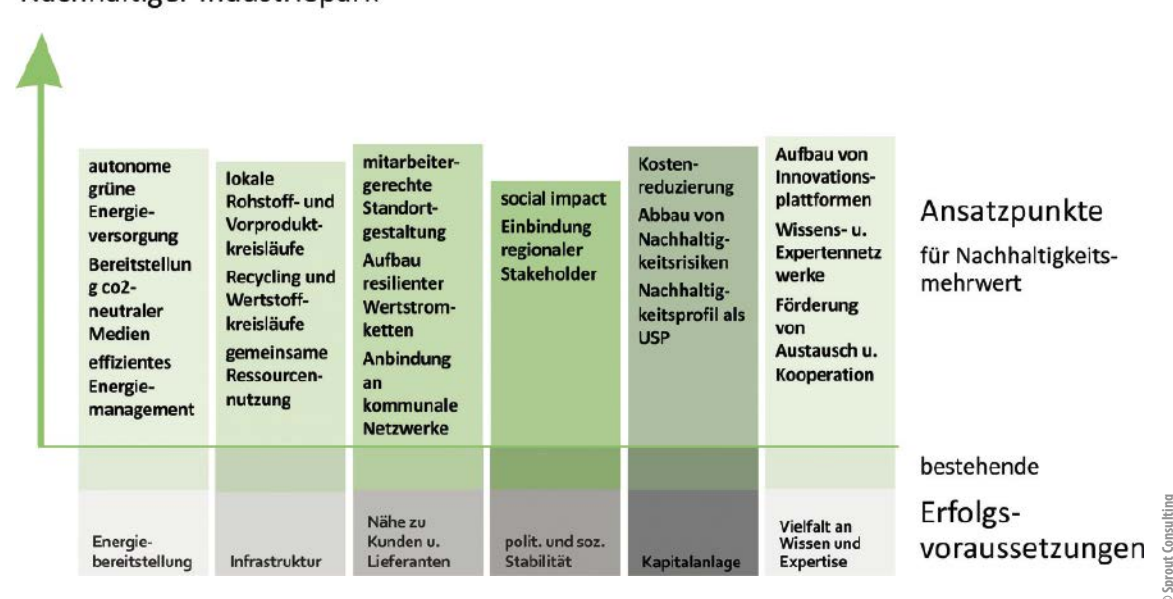 autonome
grüne
Energie-
versorgung
Bereitstellun
g co2-
neutraler
Medien
effizientes
Energie-
management
lokale
Rohstoff- und
Vorprodukt-
kreisläufe
Recycling und
Wertstoff-
kreisläufe
gemeinsame
Ressourcen-
nutzung
mitarbeiter-
gerechte
Standort-
gestaltung
Aufbau
resilienter
Wertstrom-
ketten
Anbindung
an
kommunale
Netzwerke
social impact
Einbindung
regionaler
Stakeholder
Kosten-
reduzierung
Abbau von
Nachhaltig-
keitsrisiken
Nachhaltig-
keitsprofil als
USP
Aufbau von
Innovations-
plattformen
Wissens- u.
Expertennetz
werke
Förderung
von
Austausch u.
Kooperation
Ansatzpunkte
für Nachhaltigkeits-
mehrwert
bestehende
Erfolgs-
voraussetzungen
Energie-
bereitstellung
Infrastruktur
Nähe zu
Kunden u.
Lieferanten
polit. und soz.
Stabilität
Kapitalanlage
Vielfalt an
Wissen und
Expertise
© Sprout Consulting